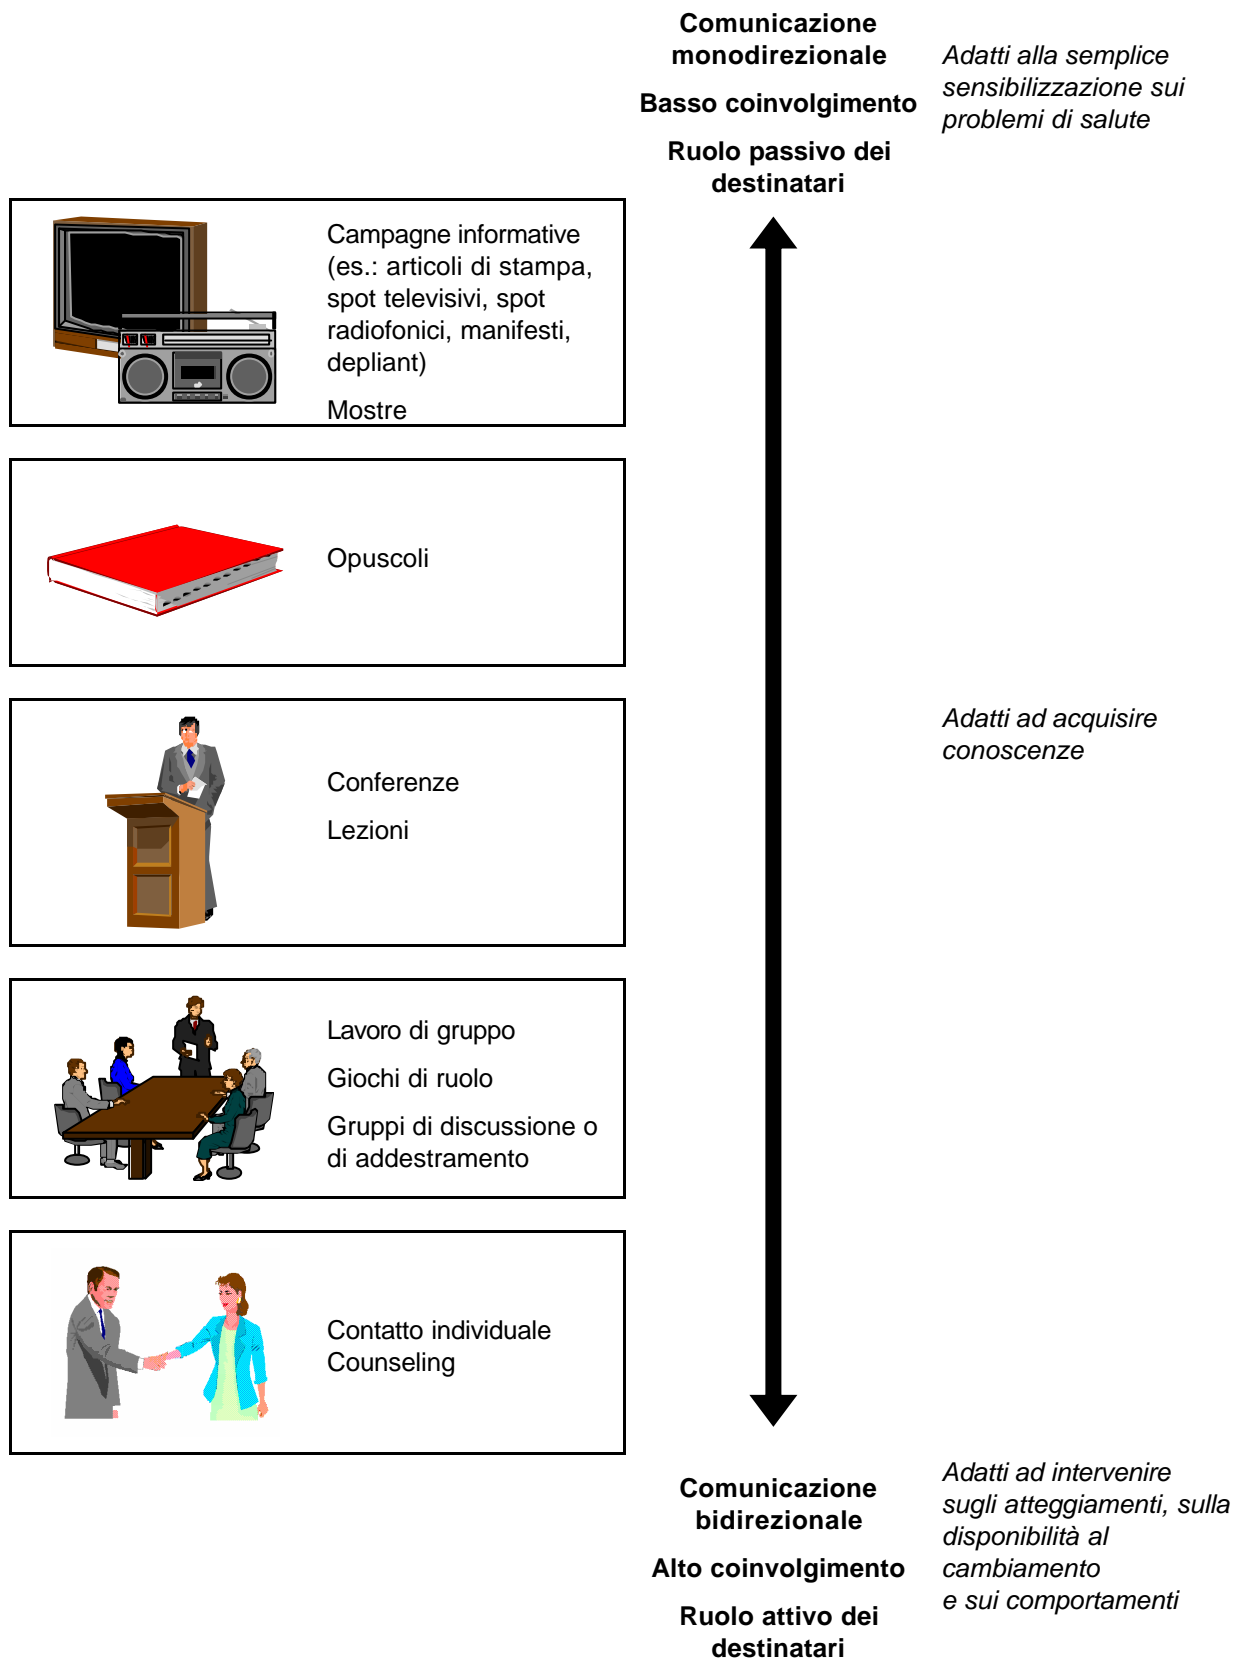 Comunicazione
monodirezionale
Basso coinvolgimento
Ruolo passivo dei
destinatari
Adatti alla semplice
sensibilizzazione sui
problemi di salute
Campagne informative
(es.: articoli di stampa,
spot televisivi, spot
radiofonici, manifesti,
depliant)
Mostre
Opuscoli
Conferenze
Lezioni
Adatti ad acquisire
conoscenze
Lavoro di gruppo
Giochi di ruolo
Gruppi di discussione o
di addestramento
Contatto individuale
Counseling
Comunicazione
bidirezionale
Alto coinvolgimento
Ruolo attivo dei
destinatari
Adatti ad intervenire
sugli atteggiamenti, sulla
disponibilità al
cambiamento
e sui comportamenti